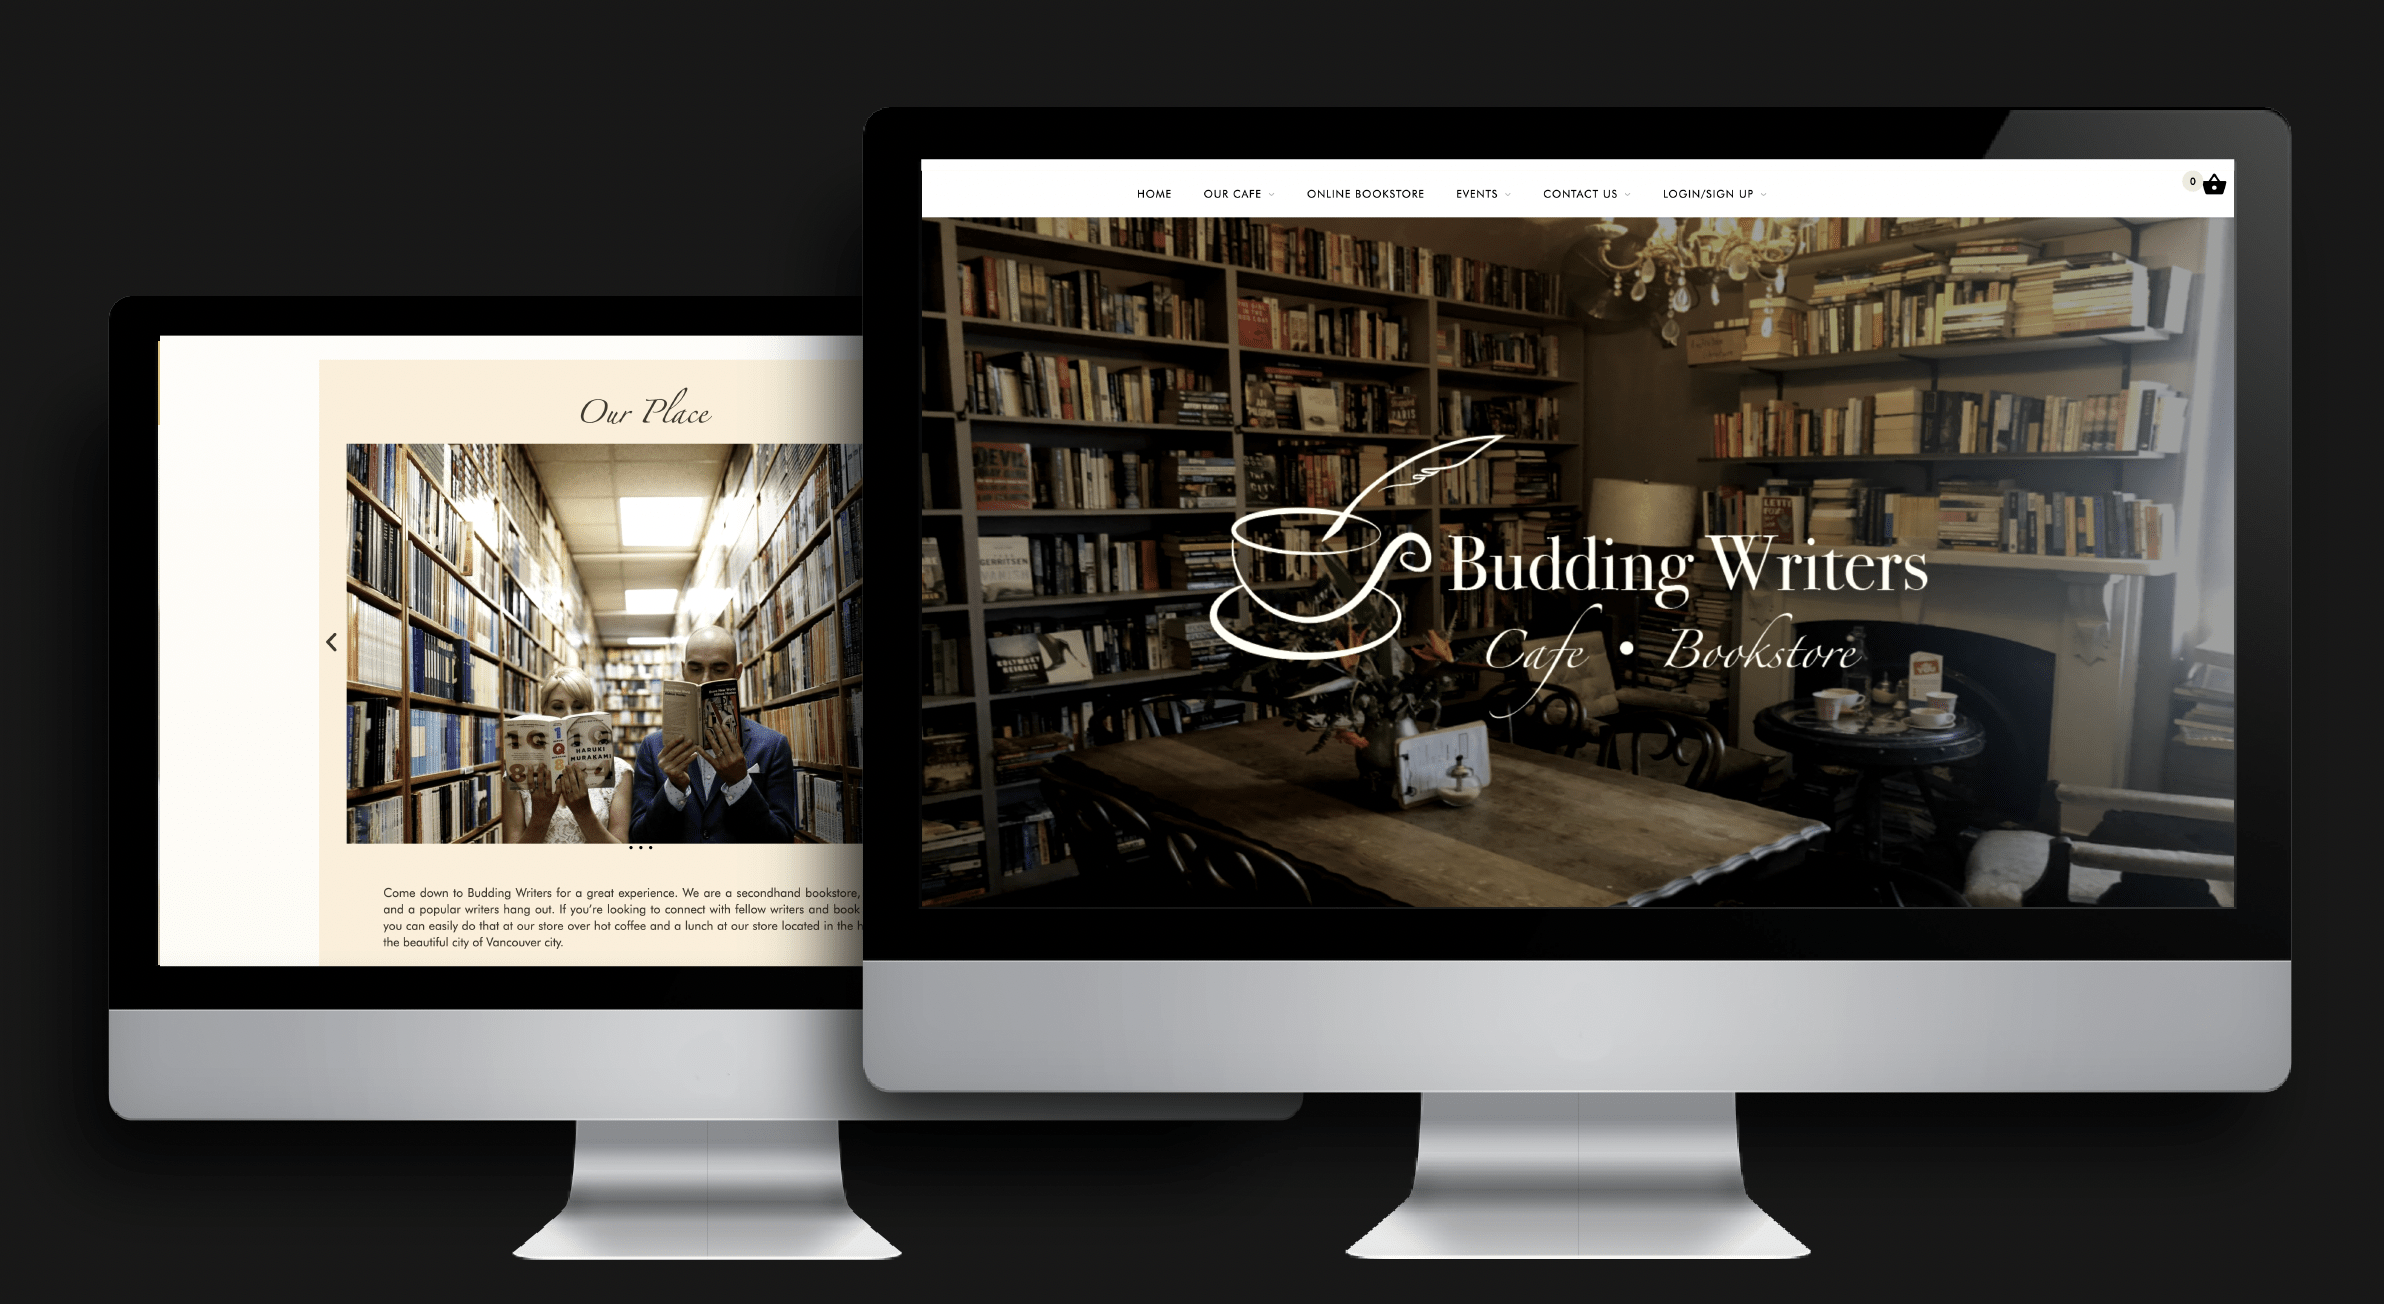 HOME OUR CAFE ONLINE BOOKSTORE EVENTS CONTACT US LOGIN/SIGN UP 0
Budding Writers
Cafe • Bookstore
GERRITSEN
Our Place
HARUKI
MURAKAMI
Come down to Budding Writers for a great experience. We are a secondhand bookstore,
and a popular writers hang out. If you're looking to connect with fellow writers and book
you can easily do that at our store over hot coffee and a lunch at our store located in the
the beautiful city of Vancouver city.